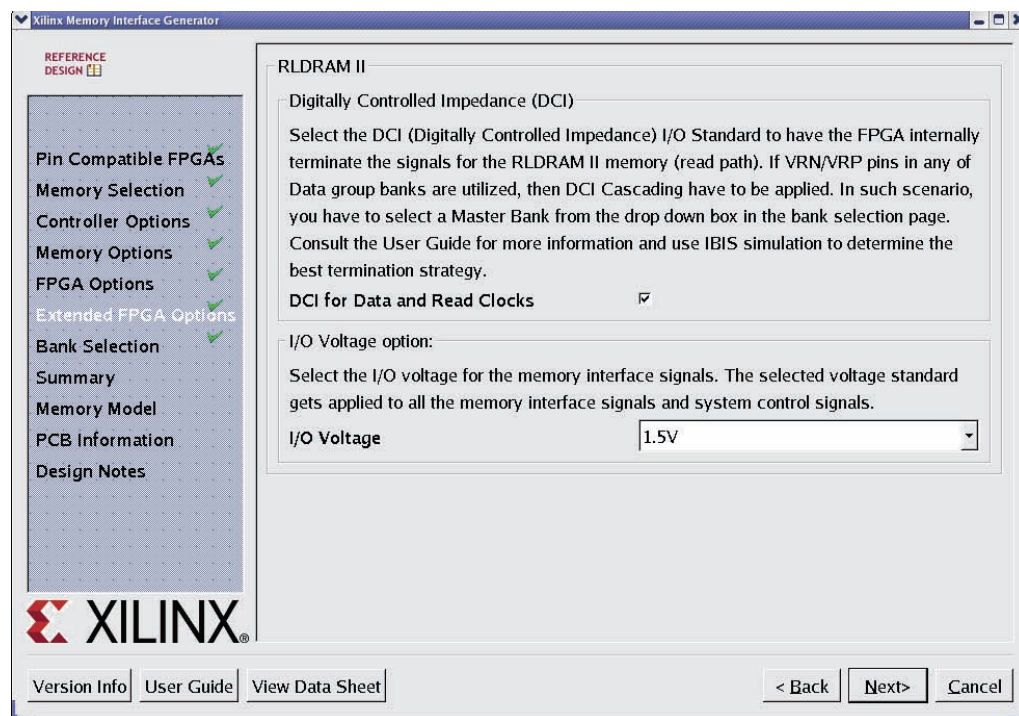 Xilinx Memory Interface Generator
REFERENCE
DESIGN
Pin Compatible FPGAs
Memory Selection
Controller Options
Memory Options
FPGA Options
Extended FPGA Options
Bank Selection
Summary
Memory Model
PCB Information
Design Notes
XILINX®
RLDRAM II
Digitally Controlled Impedance (DCI)
Select the DCI (Digitally Controlled Impedance) I/O Standard to have the FPGA internally
terminate the signals for the RLDRAM II memory (read path). If VRN/VRP pins in any of
Data group banks are utilized, then DCI Cascading have to be applied. In such scenario,
you have to select a Master Bank from the drop down box in the bank selection page.
Consult the User Guide for more information and use IBIS simulation to determine the
best termination strategy.
DCI for Data and Read Clocks
I/O Voltage option:
Select the I/O voltage for the memory interface signals. The selected voltage standard
gets applied to all the memory interface signals and system control signals.
I/O Voltage 1.5V
Version Info User Guide View Data Sheet < Back Next> Cancel